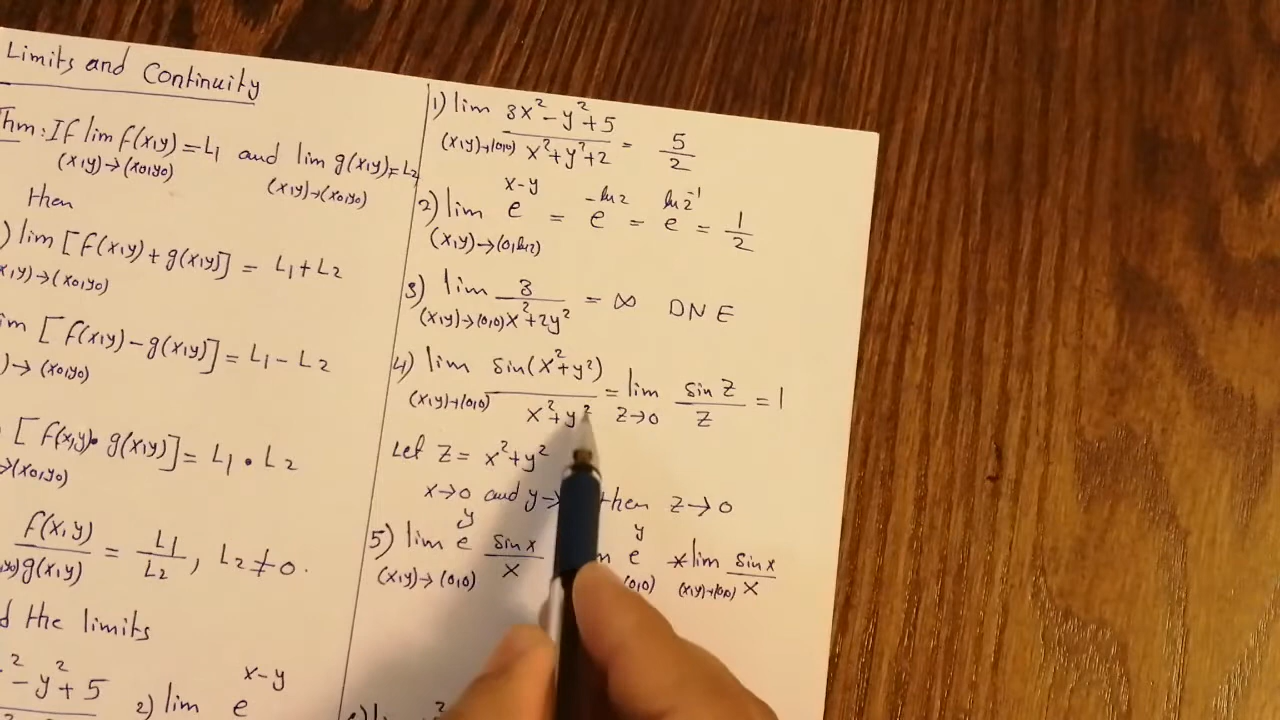 Limits and Continuity
Thm: If lim f(x,y) = L1 and lim g(x,y) = L2
(x,y)→(x0,y0) (x,y)→(x0,y0)
then
) lim [f(x,y) + g(x,y)] = L1 + L2
x,y)→(x0,y0)
im [f(x,y) - g(x,y)] = L1 - L2
)→(x0,y0)
[f(x,y) • g(x,y)] = L1 • L2
→(x0,y0)
f(x,y)/g(x,y) = L1/L2, L2 ≠ 0.
d the limits
² - y² + 5 2) lim e^(x-y)
1) lim (3x² - y² + 5)/(x² + y² + 2) = 5/2
(x,y)→(0,0)
2) lim e^(x-y) = e^(-ln2) = e^(ln2^-1) = 1/2
(x,y)→(0,ln2)
3) lim 3/(x² + 2y²) = ∞ DNE
(x,y)→(0,0)
4) lim sin(x² + y²)/(x² + y²) = lim sin z/z = 1
(x,y)→(0,0) z→0
Let z = x² + y²
x→0 and y→ then z→0
5) lim e^y sin x/x e^y * lim sin x/x
(x,y)→(0,0) (0,0) (x,y)→(0,0)